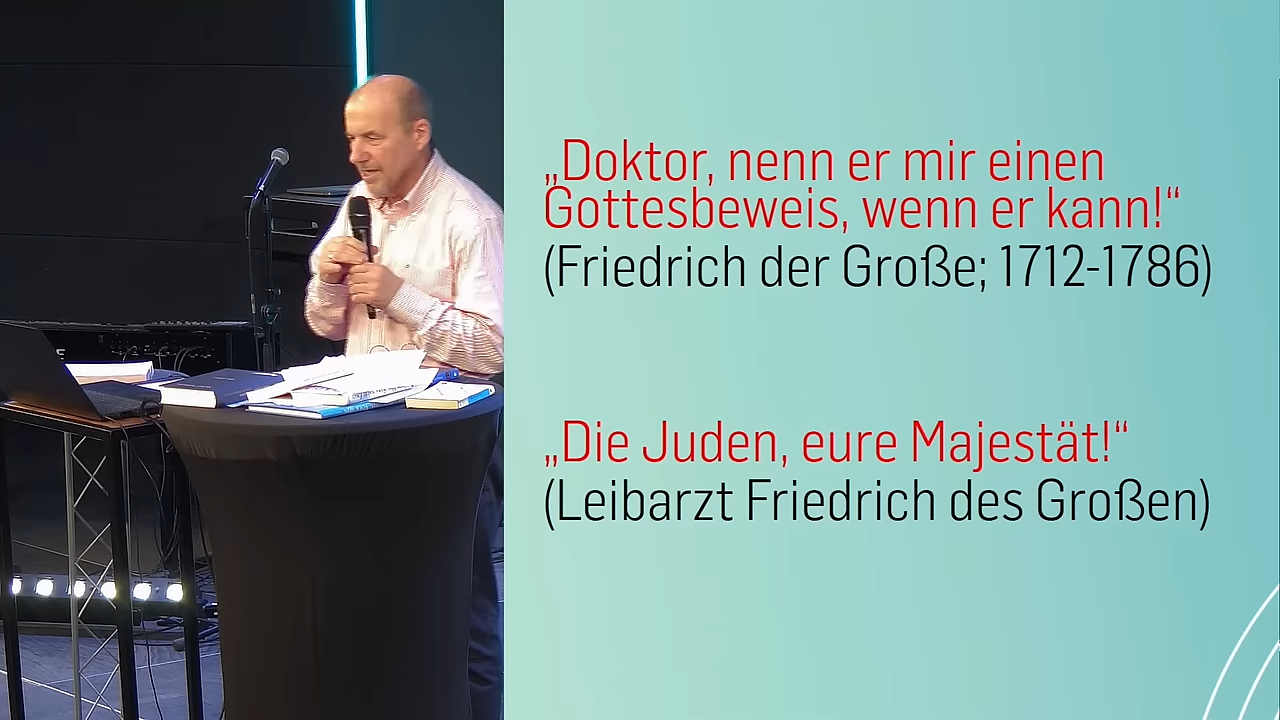 „Doktor, nenn er mir einen
Gottesbeweis, wenn er kann!“
(Friedrich der Große; 1712-1786)
„Die Juden, eure Majestät!“
(Leibarzt Friedrich des Großen)